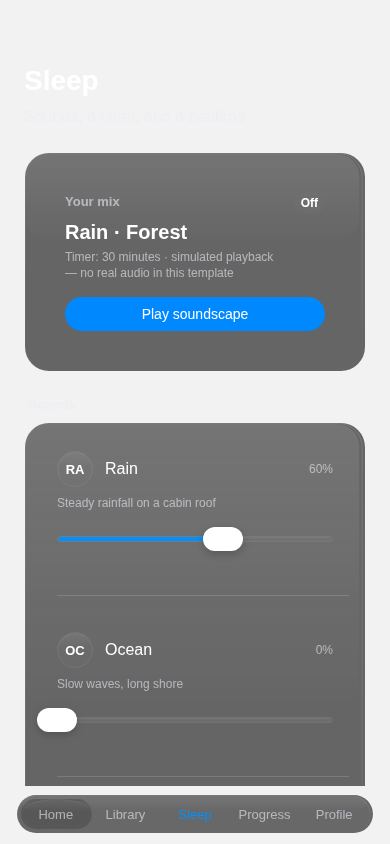 Sleep
Your mix
Off
Rain · Forest
Timer: 30 minutes · simulated playback
— no real audio in this template
Play soundscape
RA
Rain
60%
Steady rainfall on a cabin roof
OC
Ocean
0%
Slow waves, long shore
Home
Library
Sleep
Progress
Profile